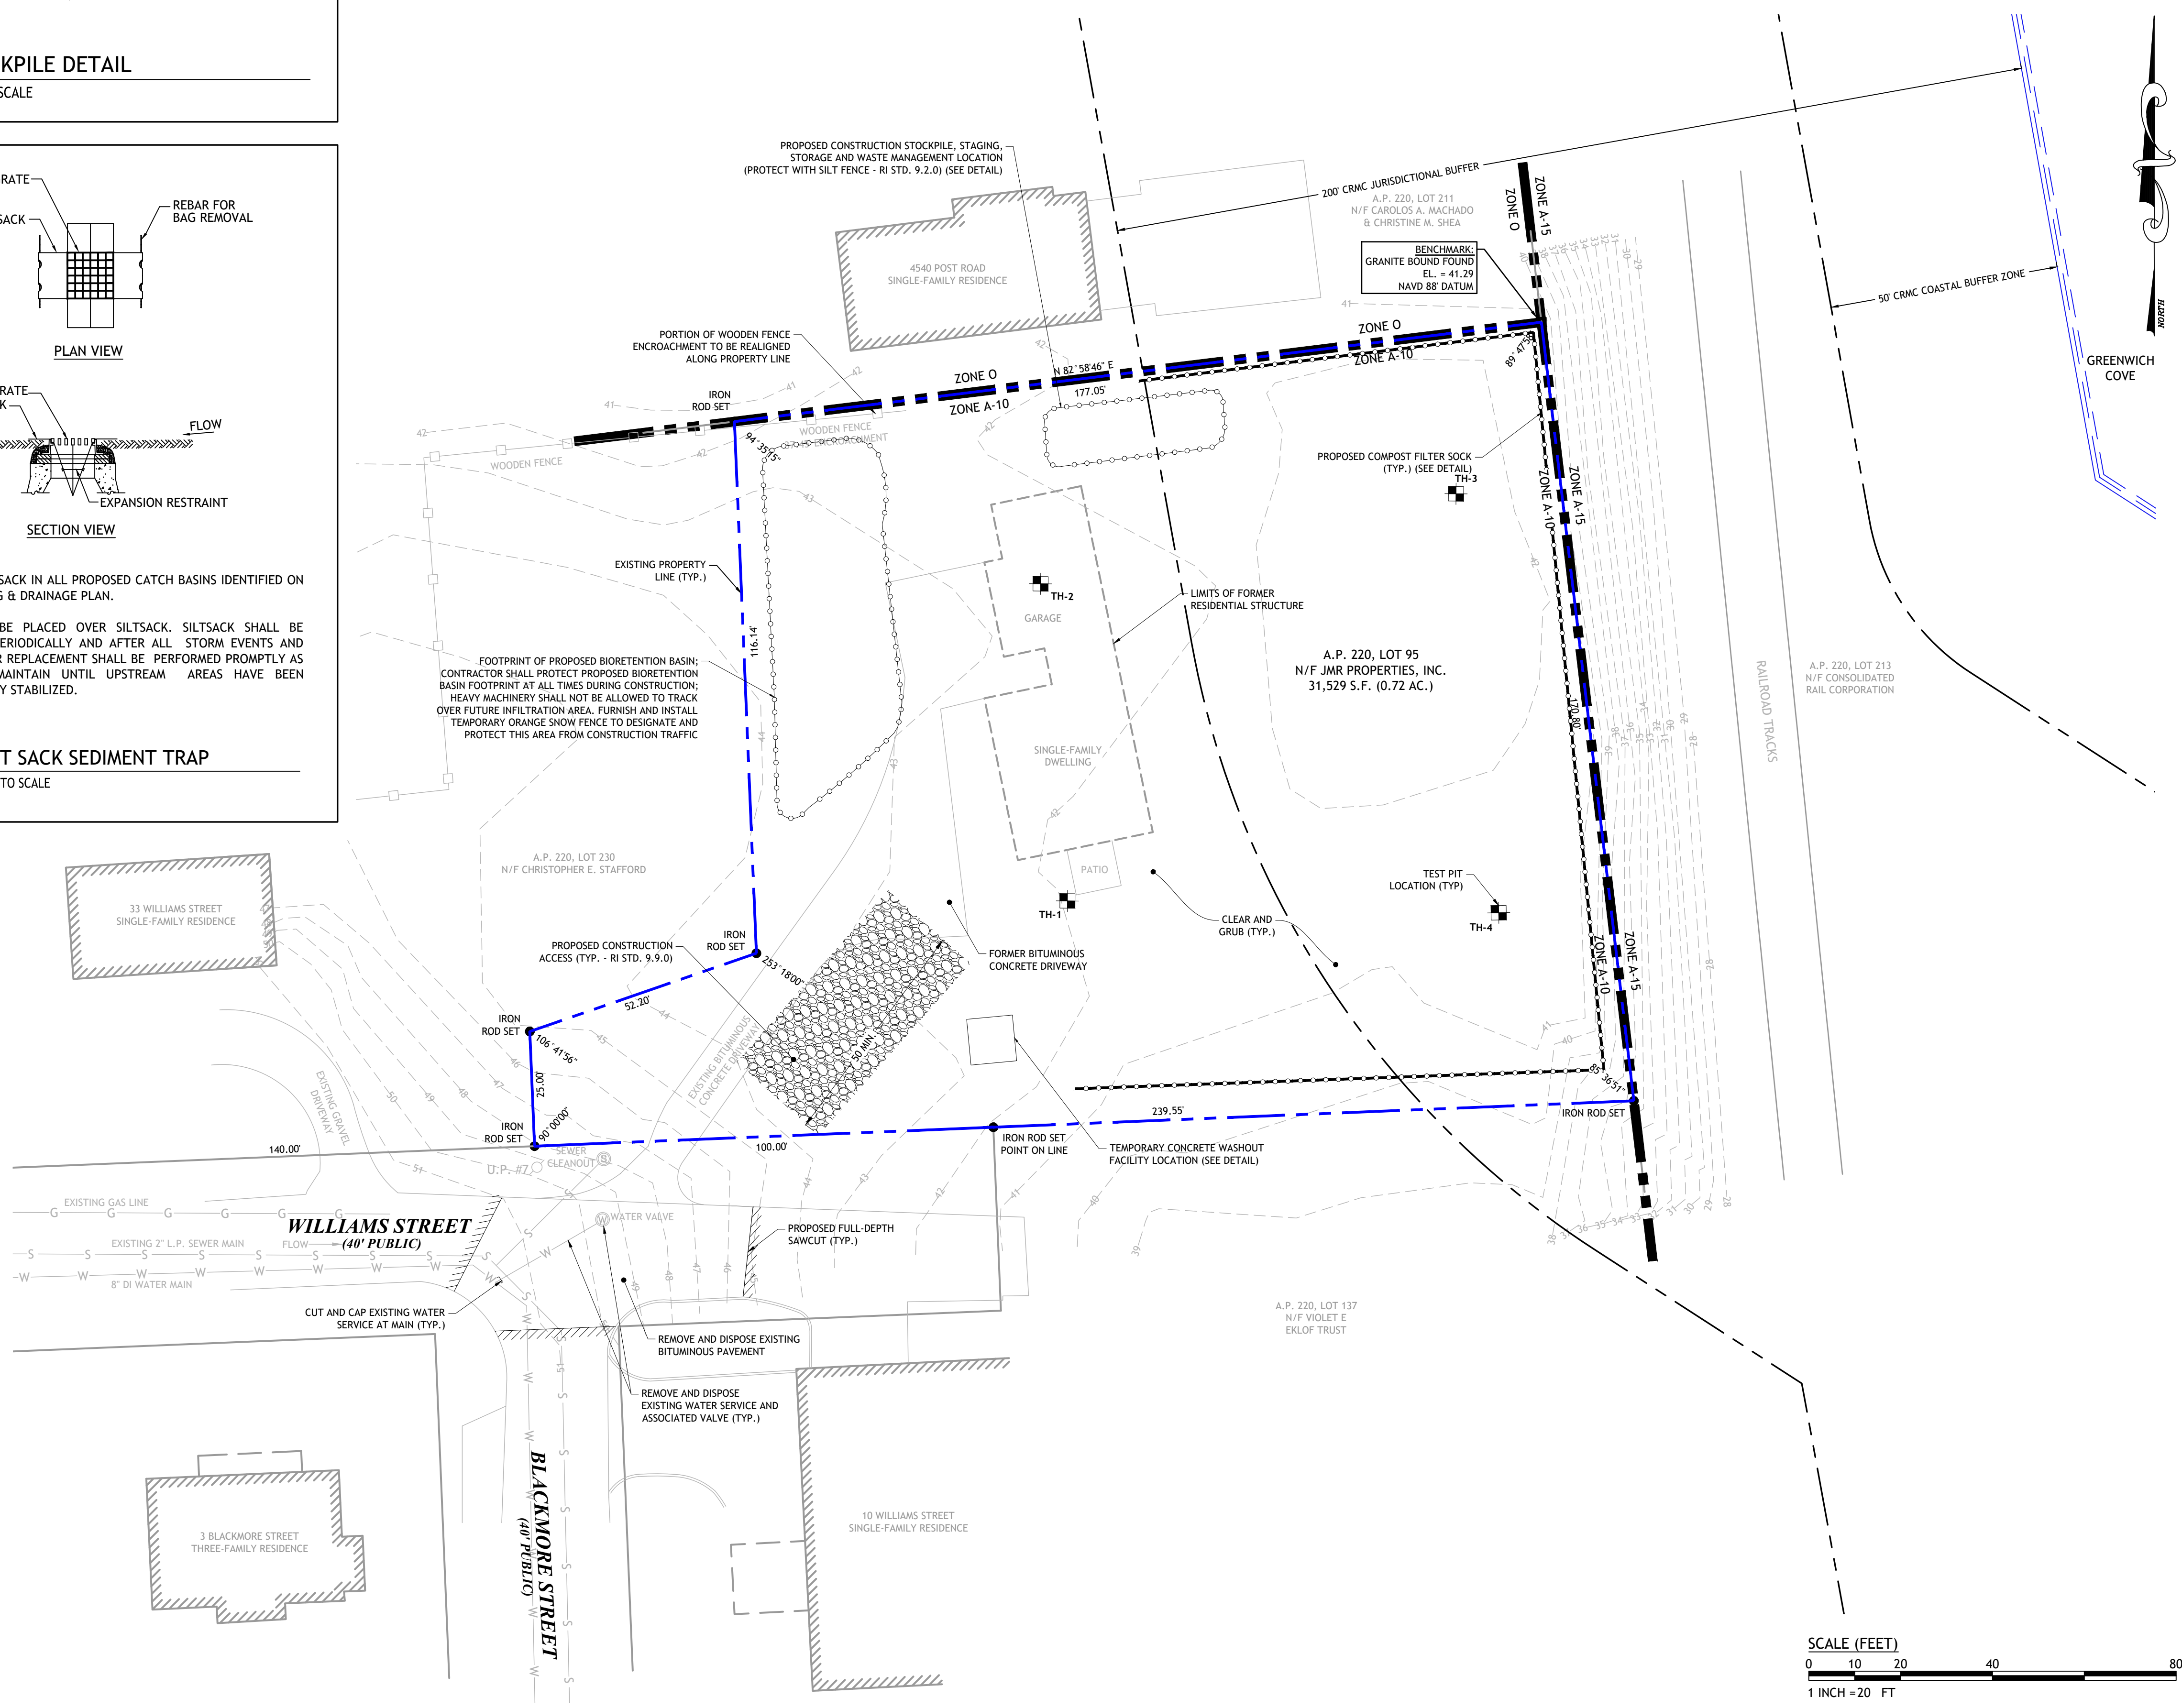 KPILE DETAIL
SCALE
RATE
SACK
REBAR FOR
BAG REMOVAL
PLAN VIEW
RATE
K
FLOW
EXPANSION RESTRAINT
SECTION VIEW
SACK IN ALL PROPOSED CATCH BASINS IDENTIFIED ON
G & DRAINAGE PLAN.
BE PLACED OVER SILTSACK. SILTSACK SHALL BE
ERIODICALLY AND AFTER ALL STORM EVENTS AND
R REPLACEMENT SHALL BE PERFORMED PROMPTLY AS
MAINTAIN UNTIL UPSTREAM AREAS HAVE BEEN
Y STABILIZED.
T SACK SEDIMENT TRAP
TO SCALE
PROPOSED CONSTRUCTION STOCKPILE, STAGING,
STORAGE AND WASTE MANAGEMENT LOCATION
(PROTECT WITH SILT FENCE - RI STD. 9.2.0) (SEE DETAIL)
200' CRMC JURISDICTIONAL BUFFER
A.P. 220, LOT 211
N/F CAROLOS A. MACHADO
& CHRISTINE M. SHEA
ZONE O
ZONE A-15
BENCHMARK:
GRANITE BOUND FOUND
EL. = 41.29
NAVD 88' DATUM
50' CRMC COASTAL BUFFER ZONE
NORTH
GREENWICH
COVE
4540 POST ROAD
SINGLE-FAMILY RESIDENCE
PORTION OF WOODEN FENCE
ENCROACHMENT TO BE REALIGNED
ALONG PROPERTY LINE
IRON
ROD SET
ZONE O
ZONE A-10
N 82°58'46" E
177.05'
ZONE O
ZONE A-10
89°47'58"
94°35'15"
WOODEN FENCE
WOODEN FENCE
PROPOSED COMPOST FILTER SOCK
(TYP.) (SEE DETAIL)
TH-3
ZONE A-10
ZONE A-15
EXISTING PROPERTY
LINE (TYP.)
116.14'
TH-2
GARAGE
LIMITS OF FORMER
RESIDENTIAL STRUCTURE
A.P. 220, LOT 95
N/F JMR PROPERTIES, INC.
31,529 S.F. (0.72 AC.)
170.80'
RAILROAD TRACKS
A.P. 220, LOT 213
N/F CONSOLIDATED
RAIL CORPORATION
FOOTPRINT OF PROPOSED BIORETENTION BASIN;
CONTRACTOR SHALL PROTECT PROPOSED BIORETENTION
BASIN FOOTPRINT AT ALL TIMES DURING CONSTRUCTION;
HEAVY MACHINERY SHALL NOT BE ALLOWED TO TRACK
OVER FUTURE INFILTRATION AREA. FURNISH AND INSTALL
TEMPORARY ORANGE SNOW FENCE TO DESIGNATE AND
PROTECT THIS AREA FROM CONSTRUCTION TRAFFIC
SINGLE-FAMILY
DWELLING
PATIO
TH-1
A.P. 220, LOT 230
N/F CHRISTOPHER E. STAFFORD
33 WILLIAMS STREET
SINGLE-FAMILY RESIDENCE
TEST PIT
LOCATION (TYP)
TH-4
CLEAR AND
GRUB (TYP.)
IRON
ROD SET
253°18'00"
PROPOSED CONSTRUCTION
ACCESS (TYP. - RI STD. 9.9.0)
FORMER BITUMINOUS
CONCRETE DRIVEWAY
ZONE A-10
ZONE A-15
52.20'
IRON
ROD SET
106°41'56"
25.00'
50 MIN.
EXISTING BITUMINOUS
CONCRETE DRIVEWAY
EXISTING GRAVEL
DRIVEWAY
IRON
ROD SET
90°00'00"
85°36'51"
IRON ROD SET
239.55'
140.00'
100.00'
IRON ROD SET
POINT ON LINE
TEMPORARY CONCRETE WASHOUT
FACILITY LOCATION (SEE DETAIL)
SEWER
CLEANOUT
U.P. #7
EXISTING GAS LINE
WILLIAMS STREET
(40' PUBLIC)
EXISTING 2" L.P. SEWER MAIN
FLOW
8" DI WATER MAIN
WATER VALVE
PROPOSED FULL-DEPTH
SAWCUT (TYP.)
CUT AND CAP EXISTING WATER
SERVICE AT MAIN (TYP.)
REMOVE AND DISPOSE EXISTING
BITUMINOUS PAVEMENT
REMOVE AND DISPOSE
EXISTING WATER SERVICE AND
ASSOCIATED VALVE (TYP.)
A.P. 220, LOT 137
N/F VIOLET E
EKLOF TRUST
BLACKMORE STREET
(40' PUBLIC)
3 BLACKMORE STREET
THREE-FAMILY RESIDENCE
10 WILLIAMS STREET
SINGLE-FAMILY RESIDENCE
SCALE (FEET)
0 10 20 40 80
1 INCH =20 FT